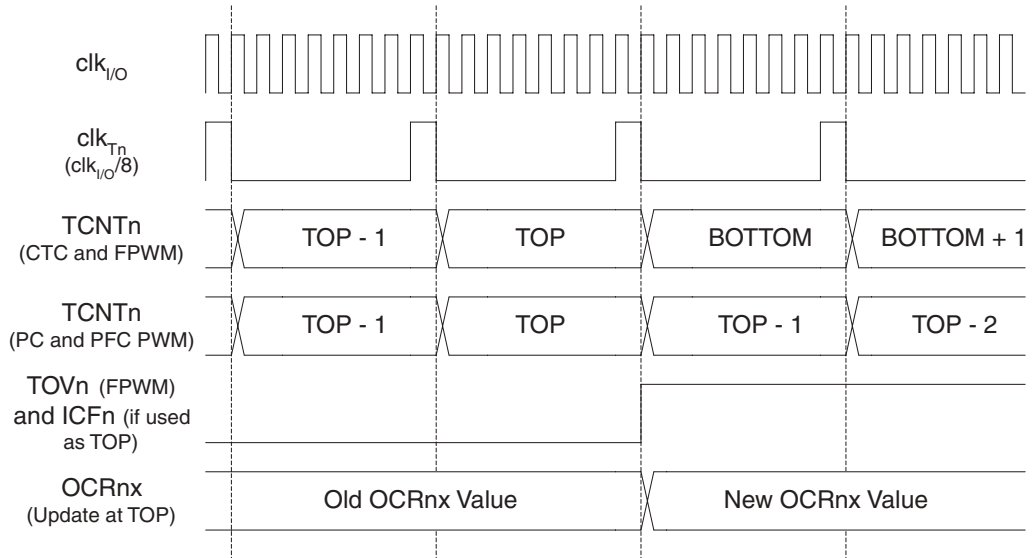 clkI/O
clkTn
(clkI/O/8)
TCNTn
(CTC and FPWM)
TOP - 1
TOP
BOTTOM
BOTTOM + 1
TCNTn
(PC and PFC PWM)
TOP - 1
TOP
TOP - 1
TOP - 2
TOVn (FPWM)
and ICFn (if used
as TOP)
OCRnx
(Update at TOP)
Old OCRnx Value
New OCRnx Value